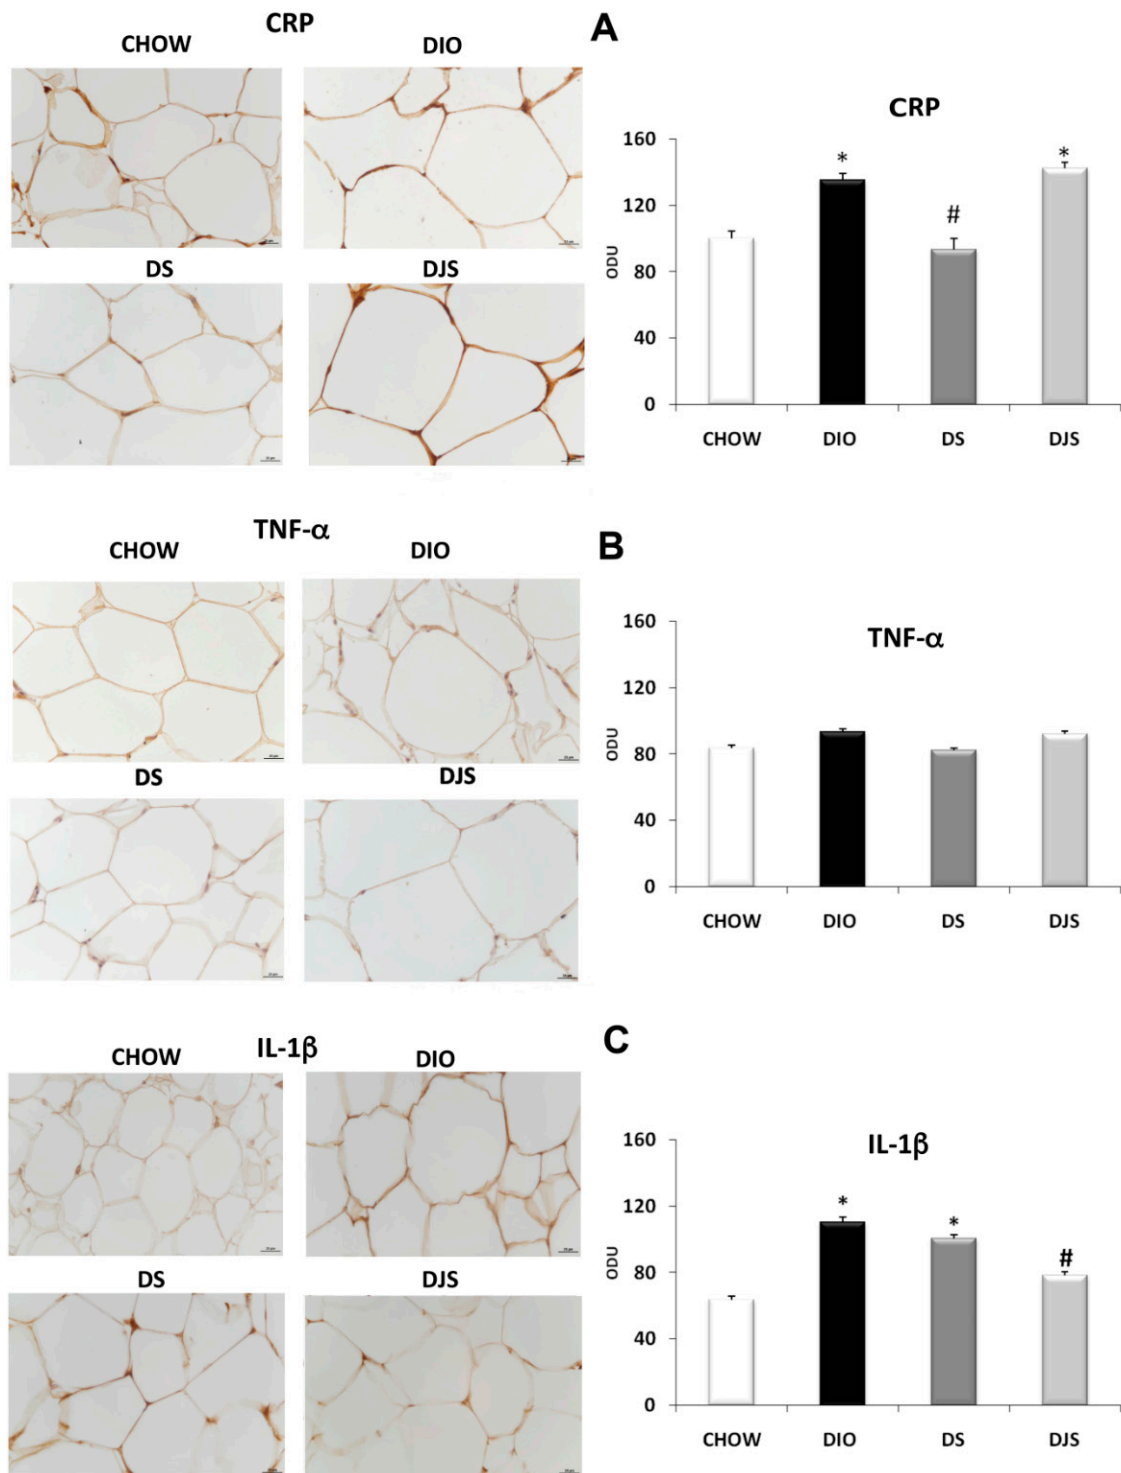 CRP
CHOW
DIO
DS
DJS
A
CRP
160
*
*
#
120
80
40
0
ODU
CHOW DIO DS DJS
TNF-α
CHOW
DIO
DS
DJS
B
TNF-α
160
120
80
40
0
ODU
CHOW DIO DS DJS
IL-1β
CHOW
DIO
DS
DJS
C
IL-1β
160
*
*
#
120
80
40
0
ODU
CHOW DIO DS DJS